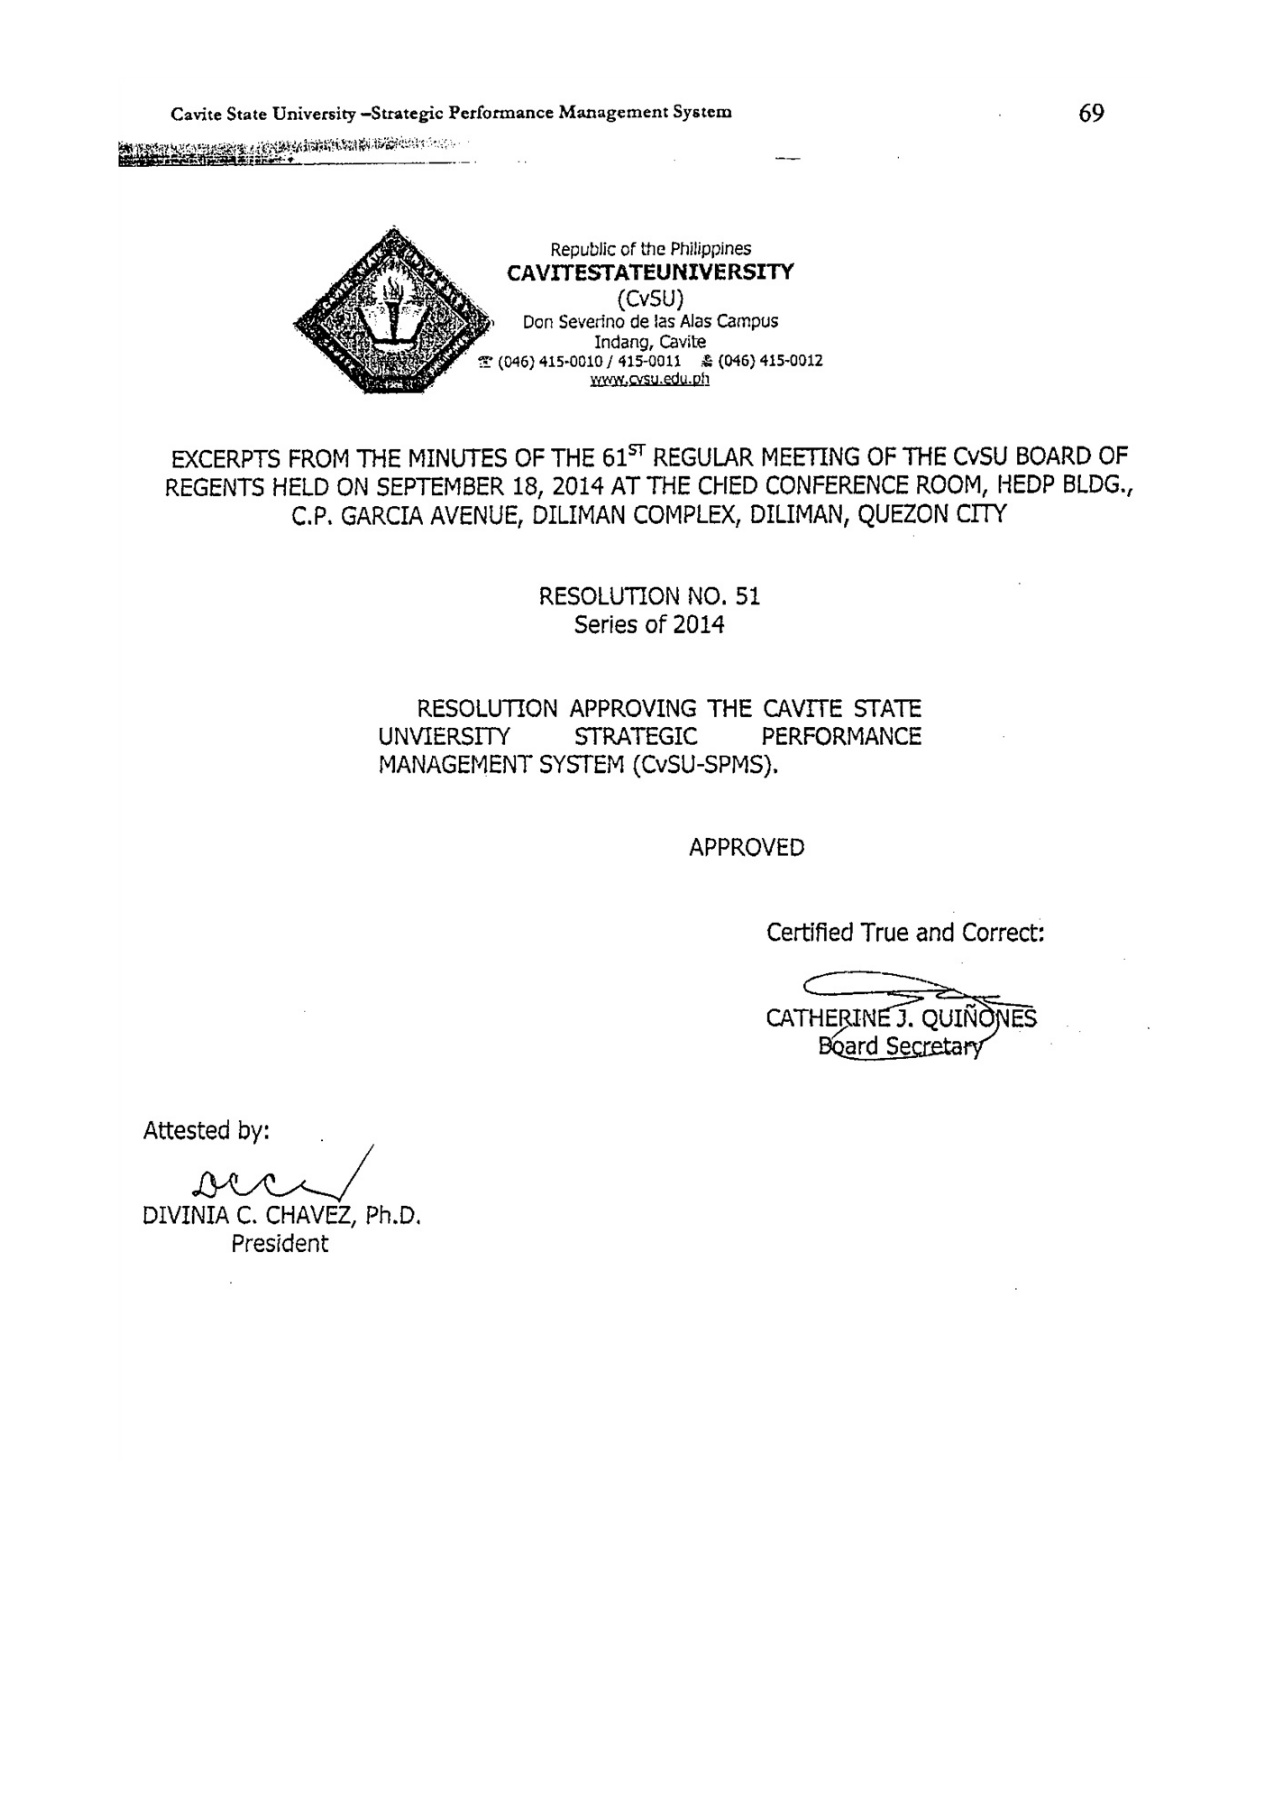 Cavite State University –Strategic Performance Management System 69
Republic of the Philippines
CAVITESTATEUNIVERSITY
(CvSU)
Don Severino de las Alas Campus
Indang, Cavite
☎ (046) 415-0010 / 415-0011 (046) 415-0012
www.cvsu.edu.ph
EXCERPTS FROM THE MINUTES OF THE 61ST REGULAR MEETING OF THE CvSU BOARD OF
REGENTS HELD ON SEPTEMBER 18, 2014 AT THE CHED CONFERENCE ROOM, HEDP BLDG.,
C.P. GARCIA AVENUE, DILIMAN COMPLEX, DILIMAN, QUEZON CITY
RESOLUTION NO. 51
Series of 2014
RESOLUTION APPROVING THE CAVITE STATE
UNVIERSITY STRATEGIC PERFORMANCE
MANAGEMENT SYSTEM (CvSU-SPMS).
APPROVED
Certified True and Correct:
CATHERINE J. QUIÑONES
Board Secretary
Attested by:
DIVINIA C. CHAVEZ, Ph.D.
President